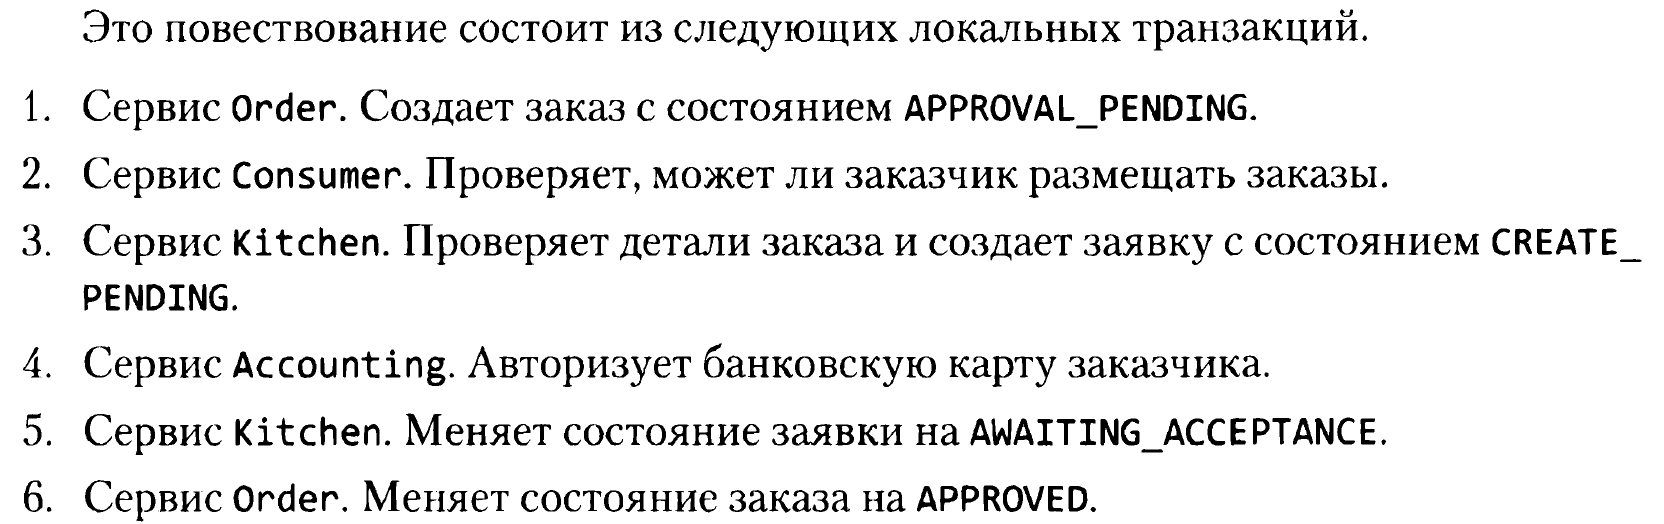 Это повествование состоит из следующих локальных транзакций.
1. Сервис Order. Создает заказ с состоянием APPROVAL_PENDING.
2. Сервис Consumer. Проверяет, может ли заказчик размещать заказы.
3. Сервис Kitchen. Проверяет детали заказа и создает заявку с состоянием CREATE_
PENDING.
4. Сервис Accounting. Авторизует банковскую карту заказчика.
5. Сервис Kitchen. Меняет состояние заявки на AWAITING_ACCEPTANCE.
6. Сервис Order. Меняет состояние заказа на APPROVED.